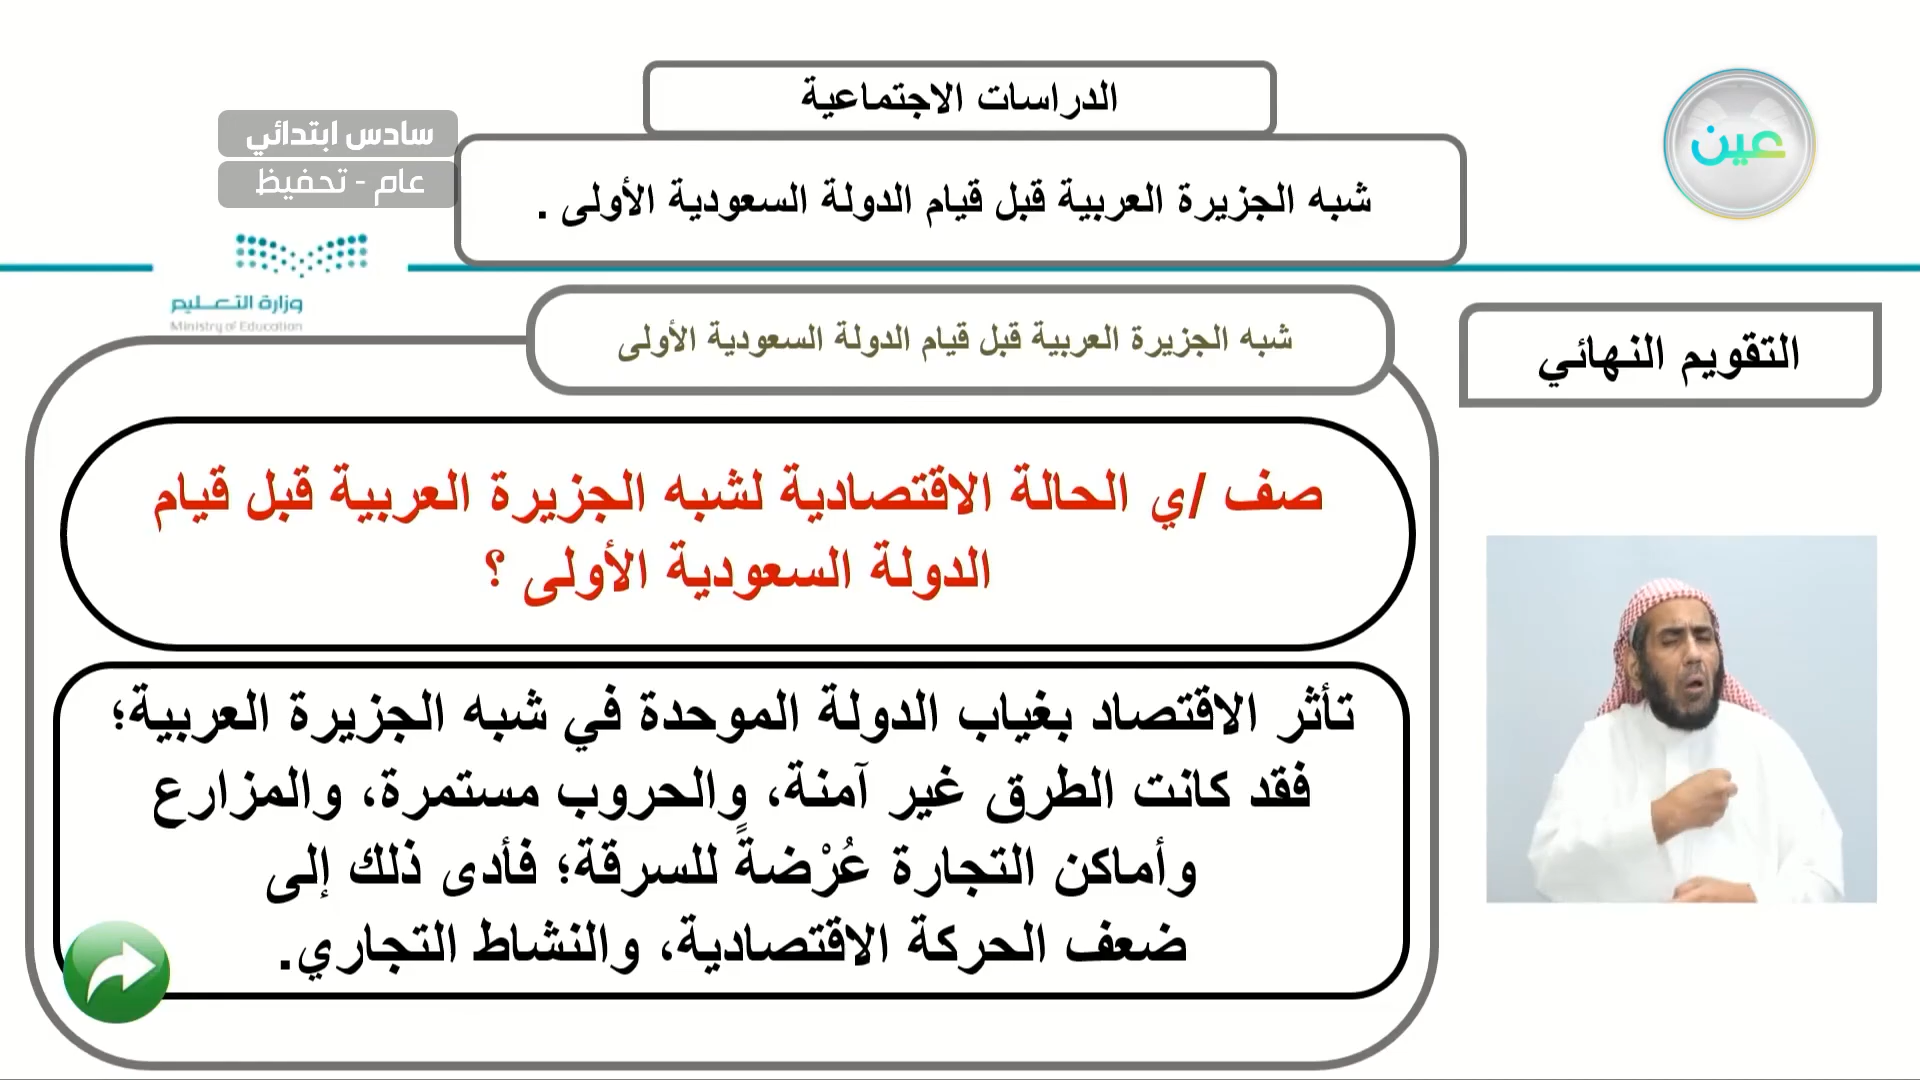 الدراسات الاجتماعية
عين
سادس ابتدائي
عام - تحفيظ
شبه الجزيرة العربية قبل قيام الدولة السعودية الأولى .
وزارة التعليم
Ministry of Education
شبه الجزيرة العربية قبل قيام الدولة السعودية الأولى
التقويم النهائي
صف /ي الحالة الاقتصادية لشبه الجزيرة العربية قبل قيام
الدولة السعودية الأولى ؟
تأثر الاقتصاد بغياب الدولة الموحدة في شبه الجزيرة العربية؛
فقد كانت الطرق غير آمنة، والحروب مستمرة، والمزارع
وأماكن التجارة عُرْضةً للسرقة؛ فأدى ذلك إلى
ضعف الحركة الاقتصادية، والنشاط التجاري.